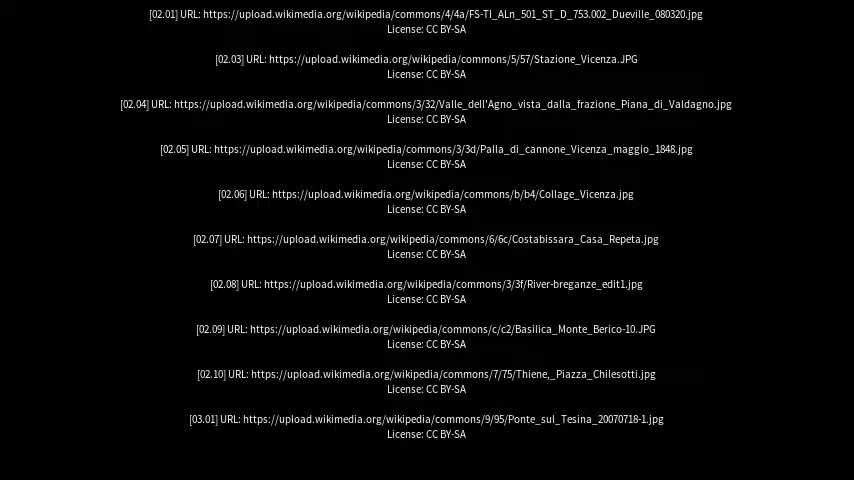 [02.01] URL: https://upload.wikimedia.org/wikipedia/commons/4/4a/FS-TI_ALn_501_ST_D_753.002_Dueville_080320.jpg
License: CC BY-SA
[02.03] URL: https://upload.wikimedia.org/wikipedia/commons/5/57/Stazione_Vicenza.JPG
License: CC BY-SA
[02.04] URL: https://upload.wikimedia.org/wikipedia/commons/3/32/Valle_dell'Agno_vista_dalla_frazione_Piana_di_Valdagno.jpg
License: CC BY-SA
[02.05] URL: https://upload.wikimedia.org/wikipedia/commons/3/3d/Palla_di_cannone_Vicenza_maggio_1848.jpg
License: CC BY-SA
[02.06] URL: https://upload.wikimedia.org/wikipedia/commons/b/b4/Collage_Vicenza.jpg
License: CC BY-SA
[02.07] URL: https://upload.wikimedia.org/wikipedia/commons/6/6c/Costabissara_Casa_Repeta.jpg
License: CC BY-SA
[02.08] URL: https://upload.wikimedia.org/wikipedia/commons/3/3f/River-breganze_edit1.jpg
License: CC BY-SA
[02.09] URL: https://upload.wikimedia.org/wikipedia/commons/c/c2/Basilica_Monte_Berico-10.JPG
License: CC BY-SA
[02.10] URL: https://upload.wikimedia.org/wikipedia/commons/7/75/Thiene,_Piazza_Chilesotti.jpg
License: CC BY-SA
[03.01] URL: https://upload.wikimedia.org/wikipedia/commons/9/95/Ponte_sul_Tesina_20070718-1.jpg
License: CC BY-SA